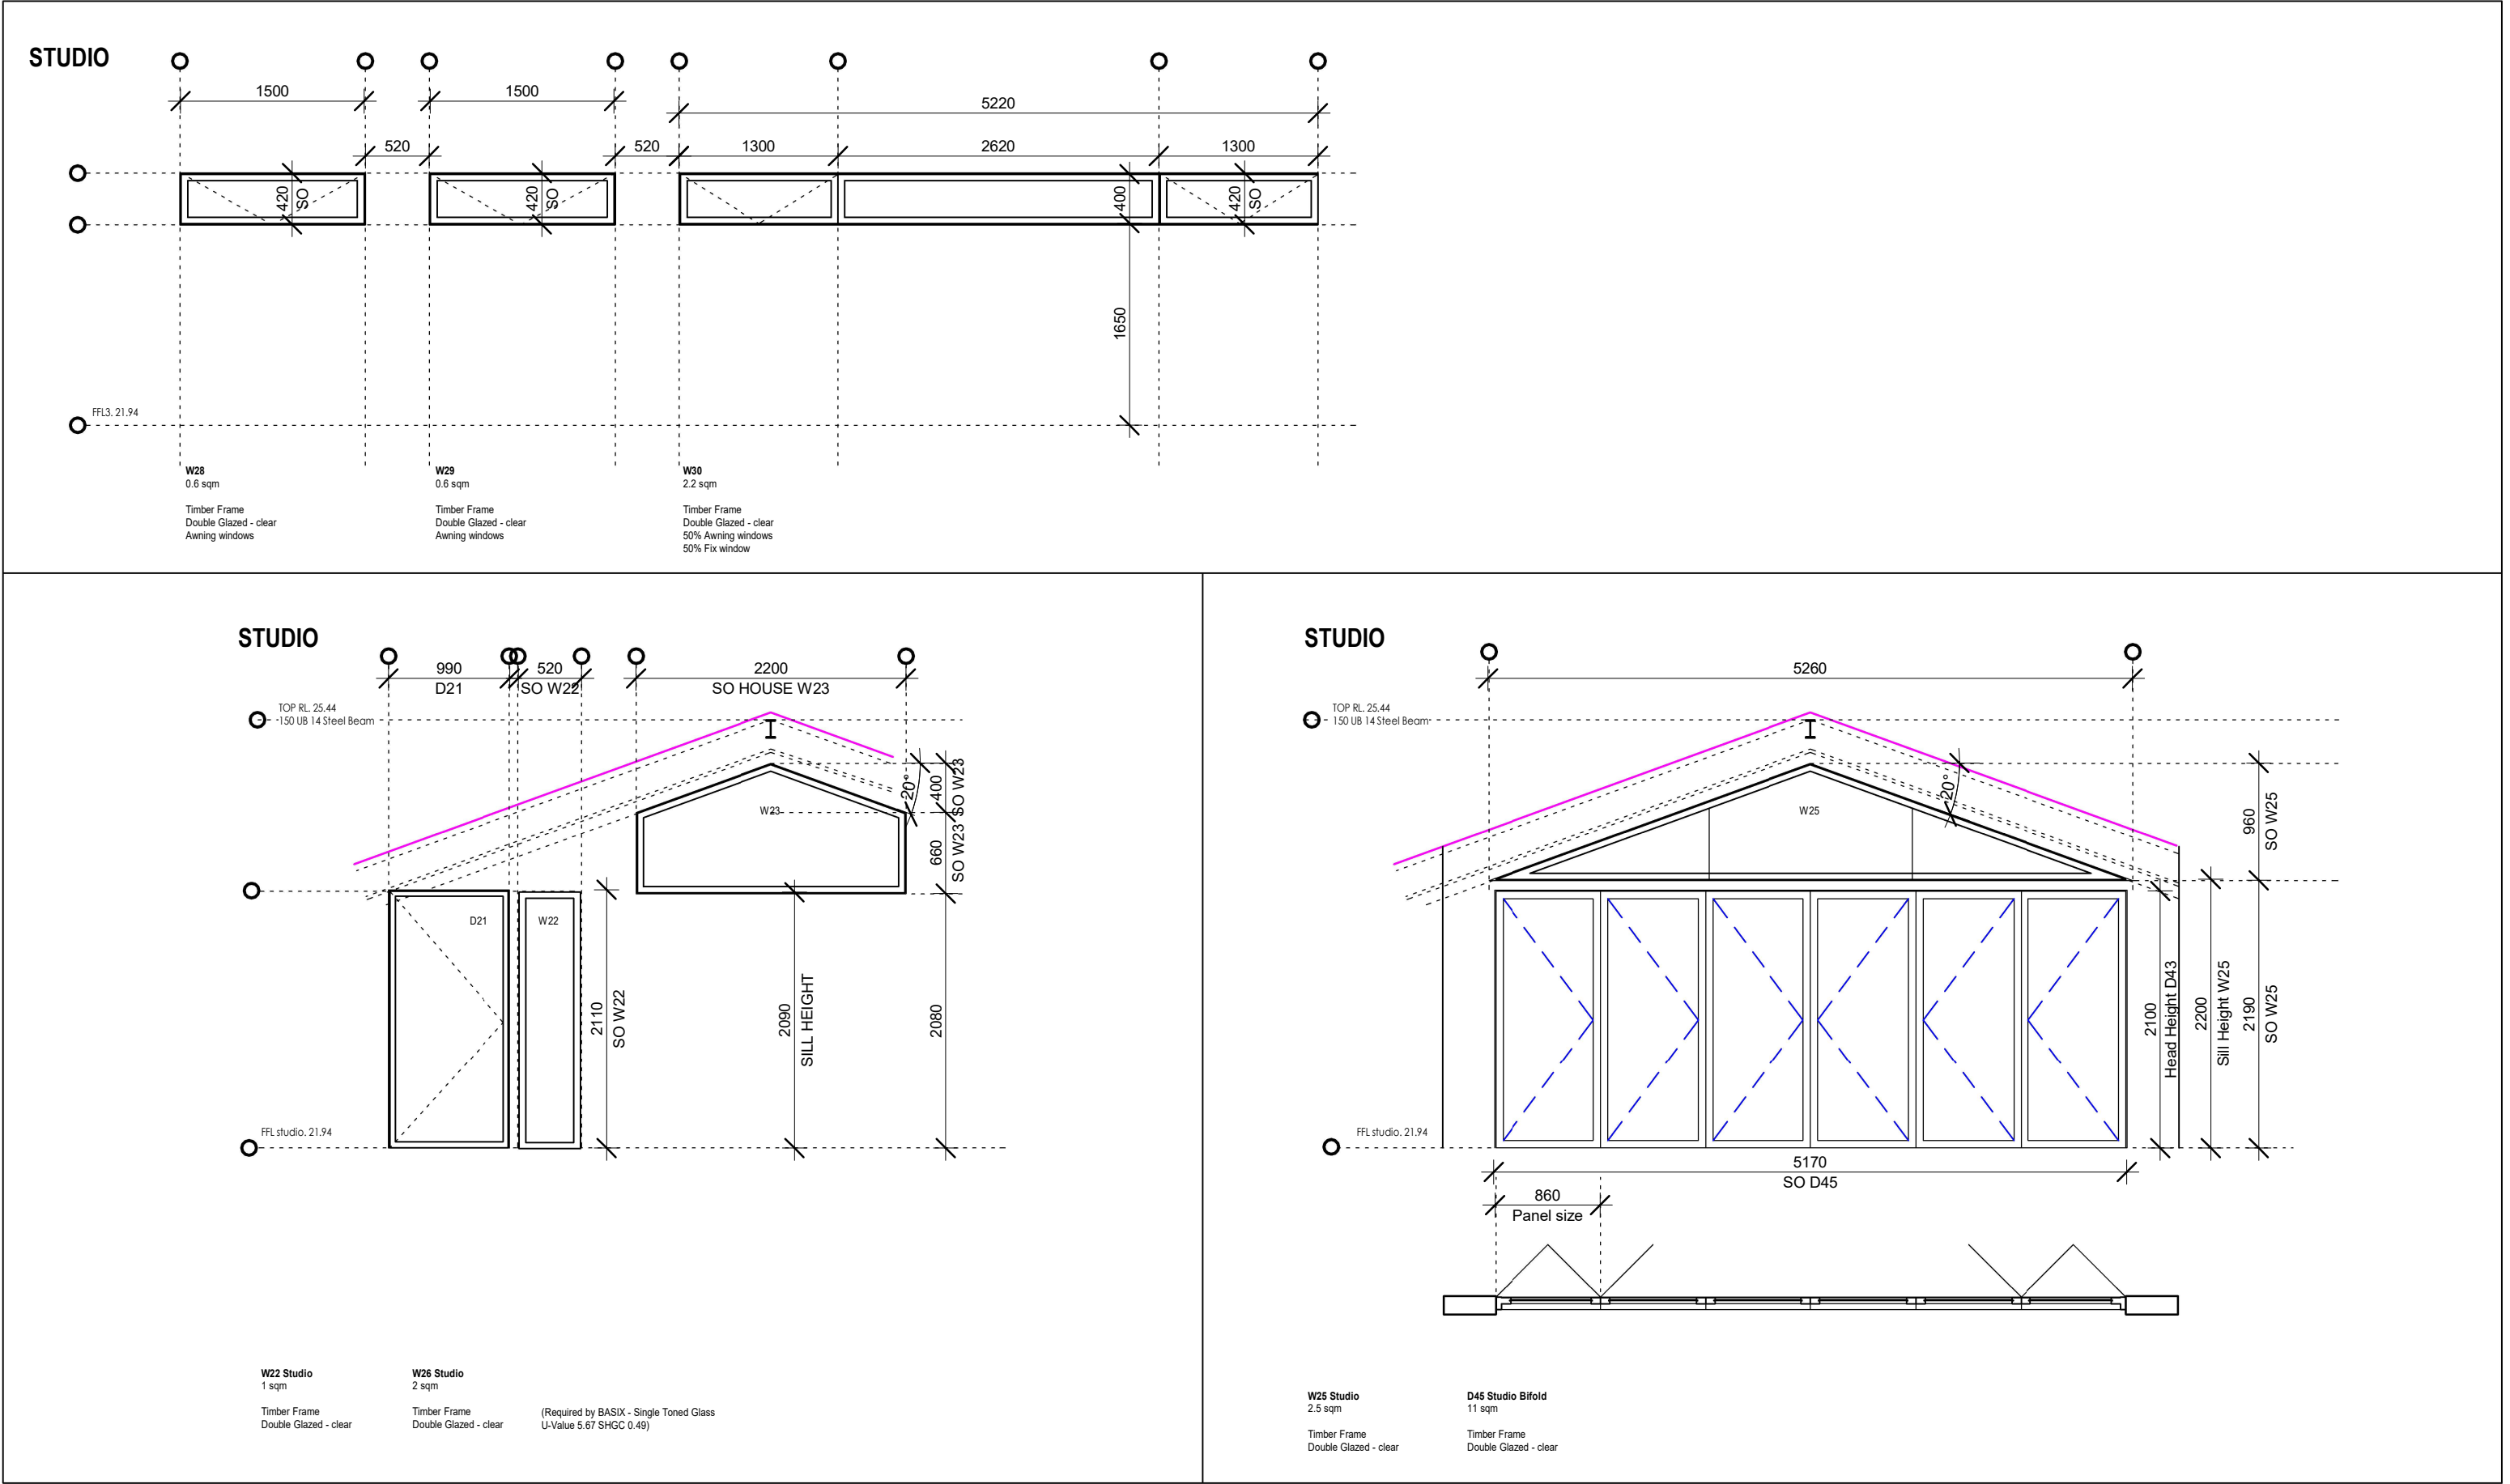 STUDIO
1500
1500
5220
520
520
1300
2620
1300
420
SO
420
SO
400
420
SO
1650
FFL3. 21.94
W28
0.6 sqm
Timber Frame
Double Glazed - clear
Awning windows
W29
0.6 sqm
Timber Frame
Double Glazed - clear
Awning windows
W30
2.2 sqm
Timber Frame
Double Glazed - clear
50% Awning windows
50% Fix window
STUDIO
990
D21
520
SO W22
2200
SO HOUSE W23
TOP RL. 25.44
150 UB 14 Steel Beam
20°
400
SO W23
W23
660
SO W23
D21
W22
2110
SO W22
2090
SILL HEIGHT
2080
FFL studio. 21.94
W22 Studio
1 sqm
Timber Frame
Double Glazed - clear
W26 Studio
2 sqm
Timber Frame
Double Glazed - clear
(Required by BASIX - Single Toned Glass
U-Value 5.67 SHGC 0.49)
STUDIO
5260
TOP RL. 25.44
150 UB 14 Steel Beam
20°
W25
960
SO W25
2100
Head Height D43
2200
Sill Height W25
2190
SO W25
FFL studio. 21.94
5170
SO D45
860
Panel size
W25 Studio
2.5 sqm
Timber Frame
Double Glazed - clear
D45 Studio Bifold
11 sqm
Timber Frame
Double Glazed - clear